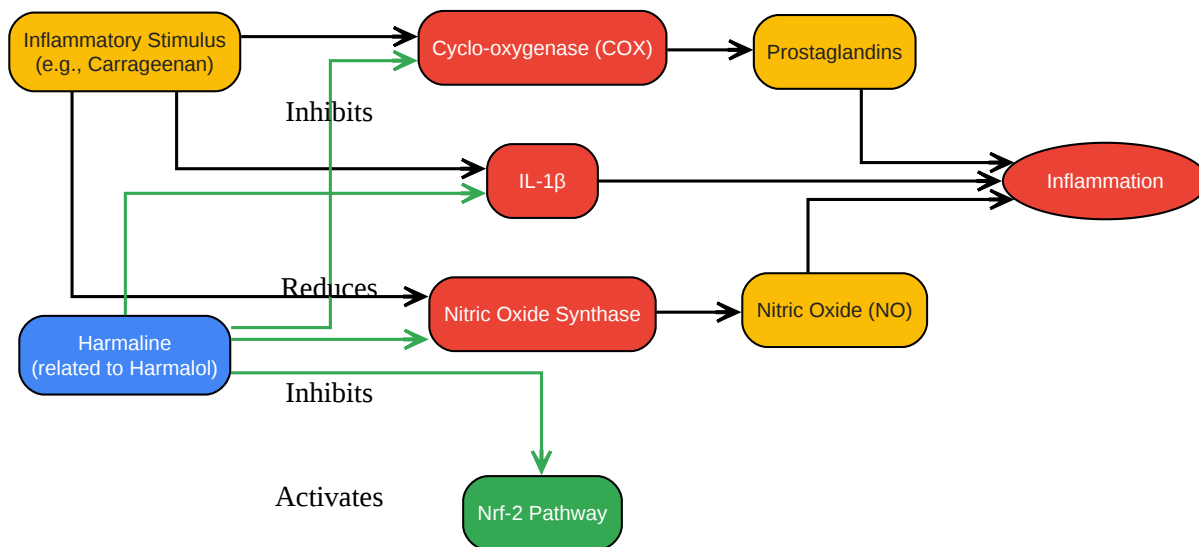 Inflammatory Stimulus
(e.g., Carrageenan)
Cyclo-oxygenase (COX)
Prostaglandins
Inhibits
IL-1β
Inflammation
Reduces
Nitric Oxide Synthase
Nitric Oxide (NO)
Harmaline
(related to Harmalol)
Inhibits
Activates
Nrf-2 Pathway